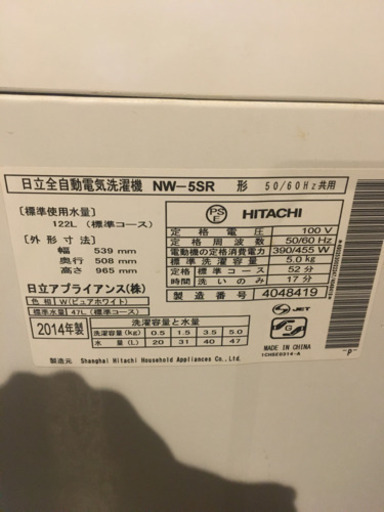 日立全自動電気洗濯機 NW-5SR 形 50/60Hz共用
[標準使用水量]
122L (標準コース)
[外形寸法]
幅 539 mm
奥行 508 mm
高さ 965 mm
日立アプライアンス(株)
色相 W(ピュアホワイト)
標準水量 47L (標準コース)
PSE HITACHI
定格電圧 100 V
定格周波数 50/60 Hz
電動機の定格消費電力 390/455 W
標準洗濯容量 5.0 kg
定格 標準コース 52 分
時間 洗いのみ 17 分
製造番号 4048419
2014年製
洗濯容量と水量
洗濯容量(kg) 0.5 1.5 3.5 5.0
水量(L) 20 31 40 47
JET
MADE IN CHINA
製造元 Shanghai Hitachi Household Appliances Co.,Ltd.
"P"